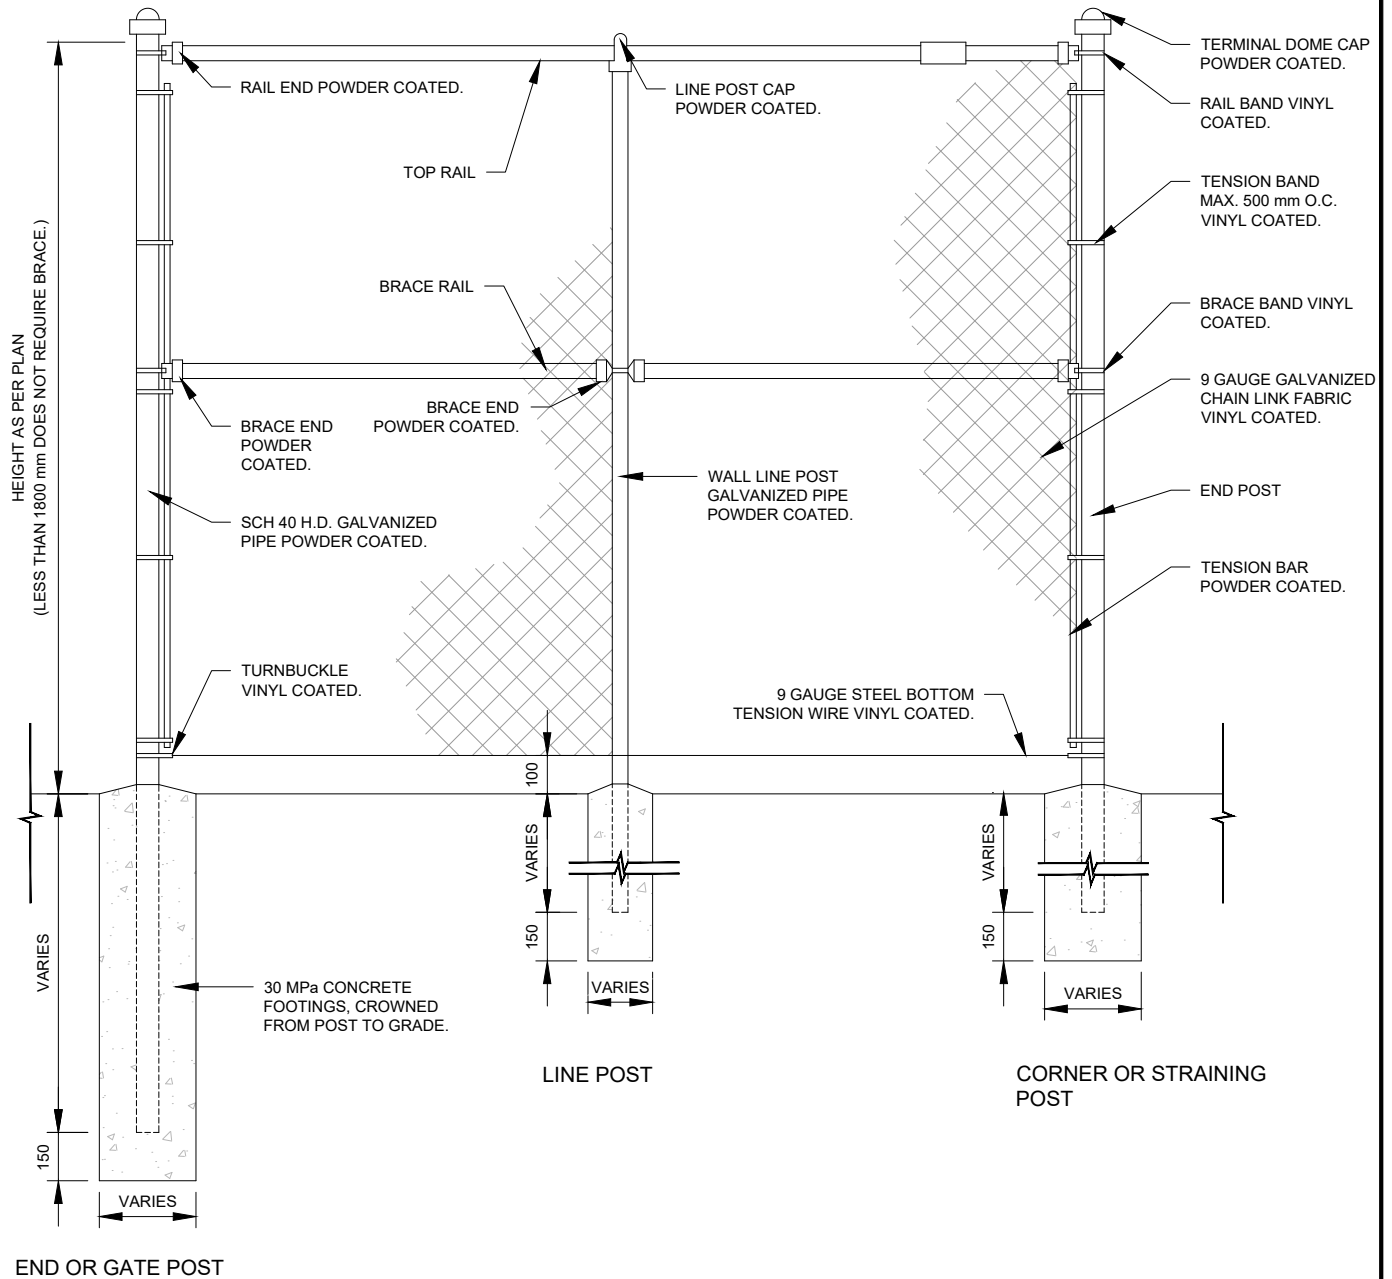 TERMINAL DOME CAP
POWDER COATED.
RAIL END POWDER COATED.
LINE POST CAP
POWDER COATED.
RAIL BAND VINYL
COATED.
TOP RAIL
TENSION BAND
MAX. 500 mm O.C.
VINYL COATED.
BRACE RAIL
BRACE BAND VINYL
COATED.
HEIGHT AS PER PLAN
(LESS THAN 1800 mm DOES NOT REQUIRE BRACE.)
BRACE END
POWDER
COATED.
BRACE END
POWDER COATED.
9 GAUGE GALVANIZED
CHAIN LINK FABRIC
VINYL COATED.
WALL LINE POST
GALVANIZED PIPE
POWDER COATED.
END POST
SCH 40 H.D. GALVANIZED
PIPE POWDER COATED.
TENSION BAR
POWDER COATED.
TURNBUCKLE
VINYL COATED.
9 GAUGE STEEL BOTTOM
TENSION WIRE VINYL COATED.
100
VARIES
VARIES
VARIES
150
150
30 MPa CONCRETE
FOOTINGS, CROWNED
FROM POST TO GRADE.
VARIES
VARIES
LINE POST
CORNER OR STRAINING
POST
150
VARIES
END OR GATE POST